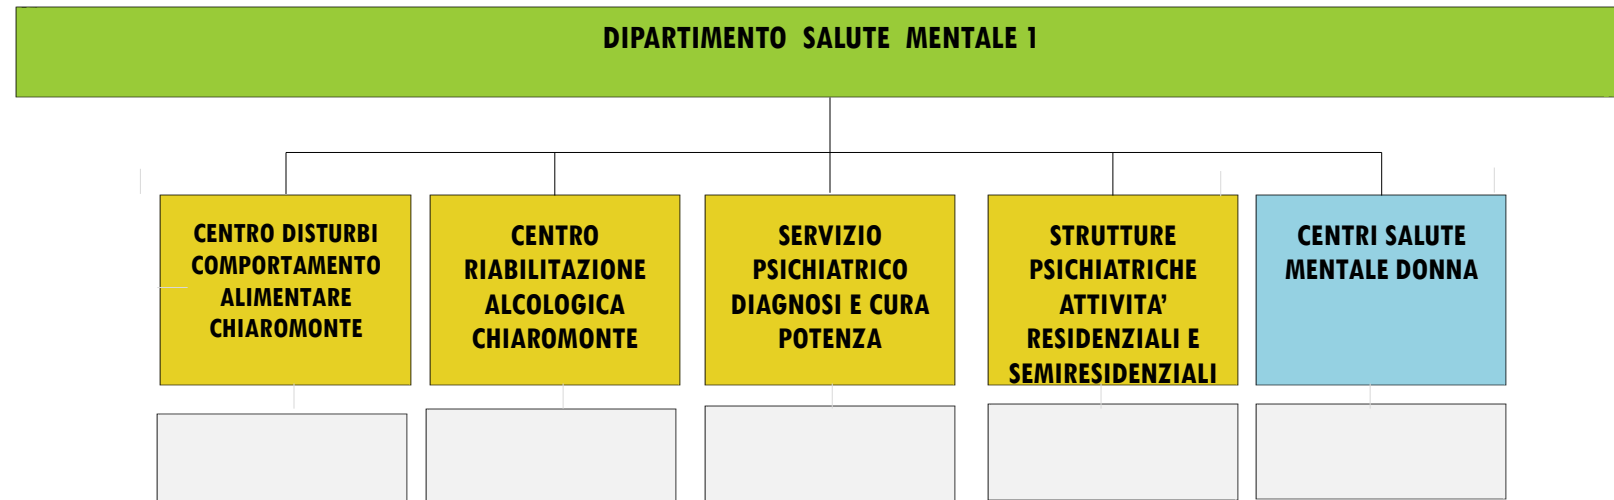 DIPARTIMENTO SALUTE MENTALE 1
CENTRO DISTURBI
COMPORTAMENTO
ALIMENTARE
CHIAROMONTE
CENTRO
RIABILITAZIONE
ALCOLOGICA
CHIAROMONTE
SERVIZIO
PSICHIATRICO
DIAGNOSI E CURA
POTENZA
STRUTTURE
PSICHIATRICHE
ATTIVITA’
RESIDENZIALI E
SEMIRESIDENZIALI
CENTRI SALUTE
MENTALE DONNA